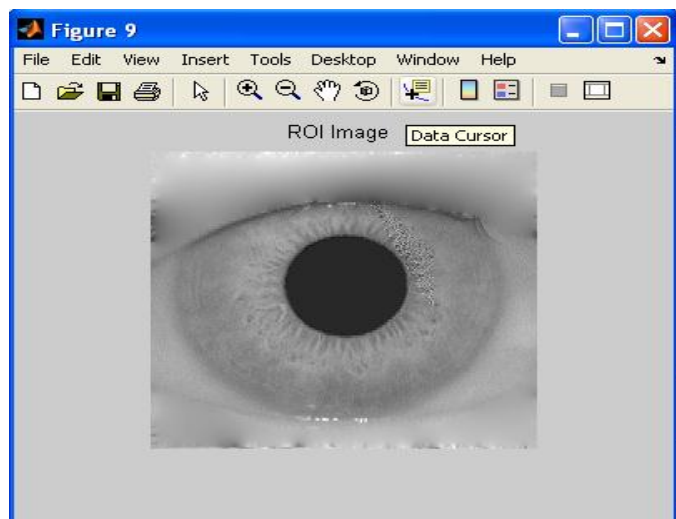 Figure 9
File Edit View Insert Tools Desktop Window Help
ROI Image
Data Cursor